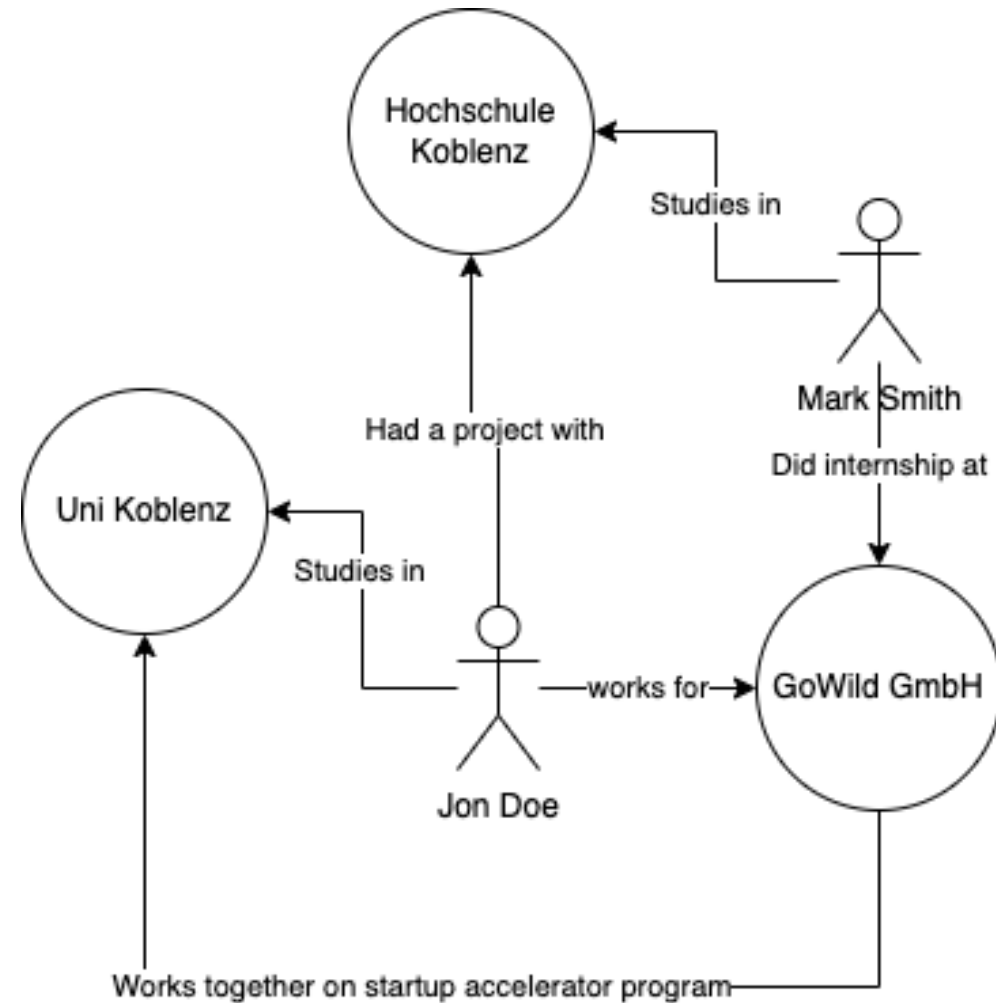 Hochschule
Koblenz
Studies in
Mark Smith
Had a project with
Did internship at
Uni Koblenz
Studies in
works for
GoWild GmbH
Jon Doe
Works together on startup accelerator program